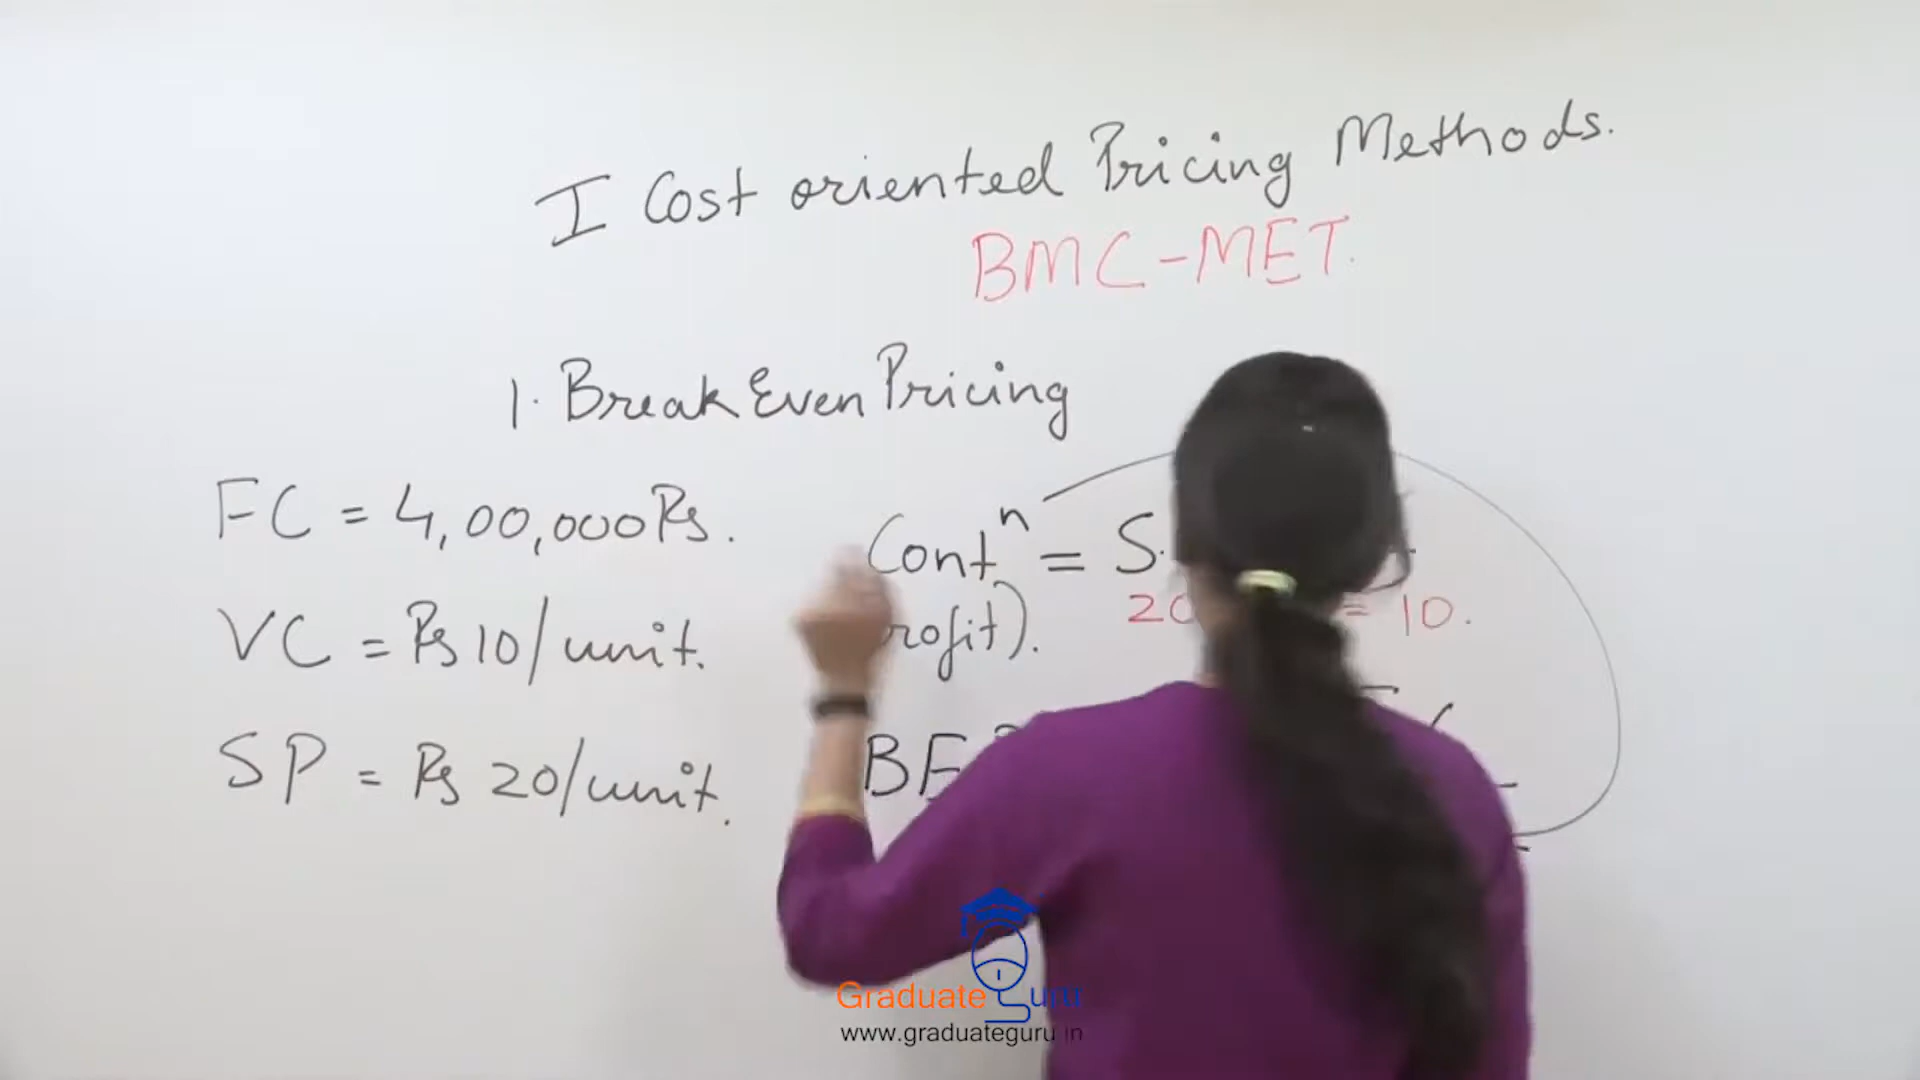 I Cost oriented Pricing Methods.
BMC-MET.
1. Break Even Pricing
FC = 4,00,000 Rs.
VC = Rs 10/unit.
SP = Rs 20/unit.
Contⁿ = S.
rofit).
20 = 10.
BE
Graduate Guru
www.graduateguru.in